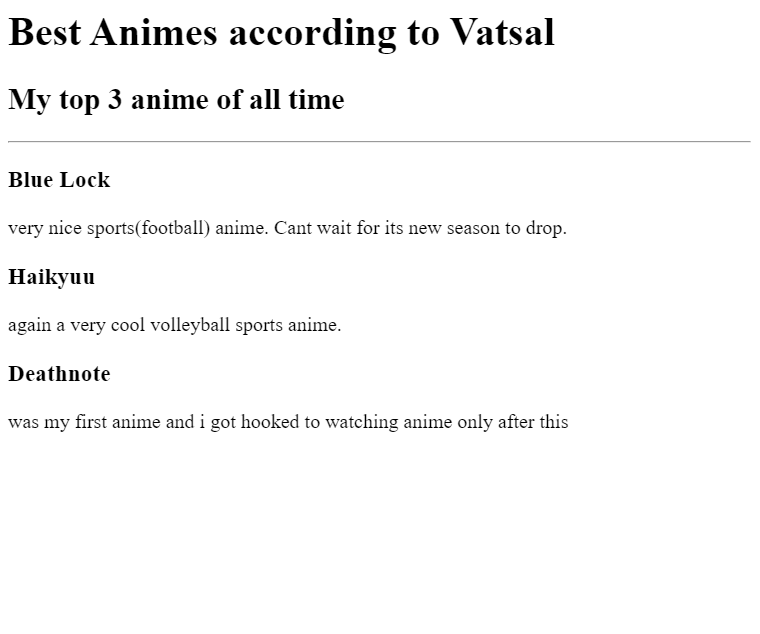 Best Animes according to Vatsal
My top 3 anime of all time
Blue Lock
very nice sports(football) anime. Cant wait for its new season to drop.
Haikyuu
again a very cool volleyball sports anime.
Deathnote
was my first anime and i got hooked to watching anime only after this